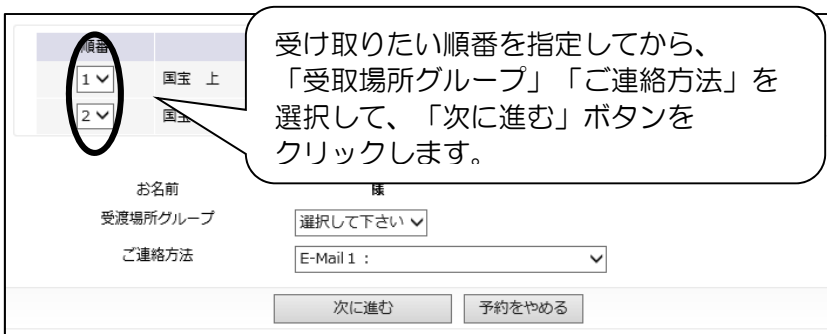 順番
受け取りたい順番を指定してから、
「受取場所グループ」「ご連絡方法」を
選択して、「次に進む」ボタンを
クリックします。
1 国宝 上
2 国宝
お名前 様
受渡場所グループ 選択して下さい
ご連絡方法 E-Mail 1 :
次に進む 予約をやめる